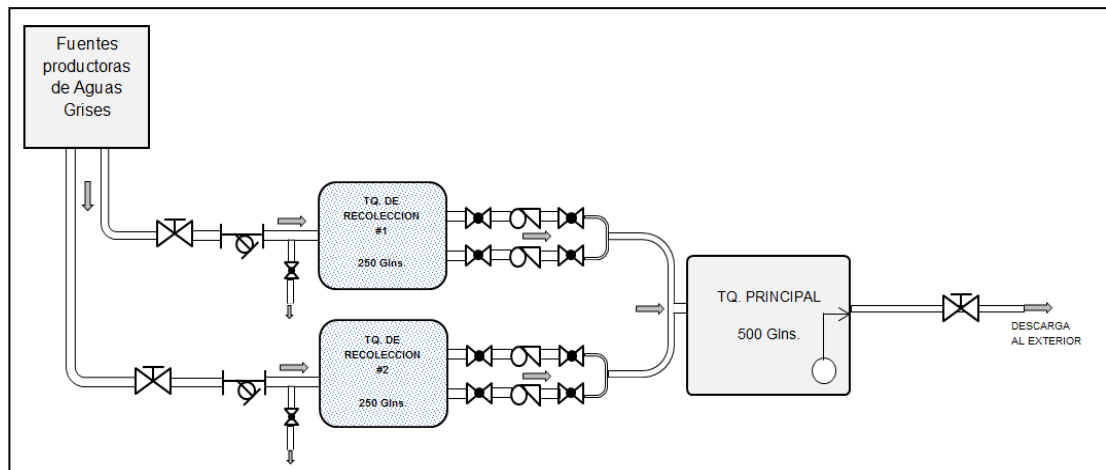 Fuentes
productoras
de Aguas
Grises
TQ. DE
RECOLECCION
#1
250 Glns.
TQ. DE
RECOLECCION
#2
250 Glns.
TQ. PRINCIPAL
500 Glns.
DESCARGA
AL EXTERIOR